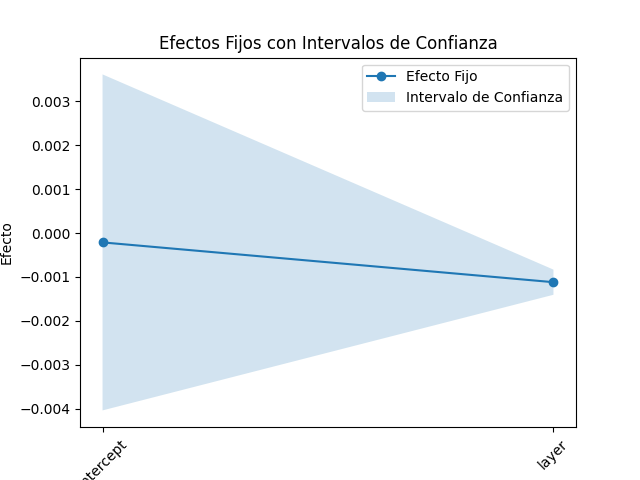 Efectos Fijos con Intervalos de Confianza
Efecto Fijo
Intervalo de Confianza
Efecto
0.003
0.002
0.001
0.000
−0.001
−0.002
−0.003
−0.004
layer